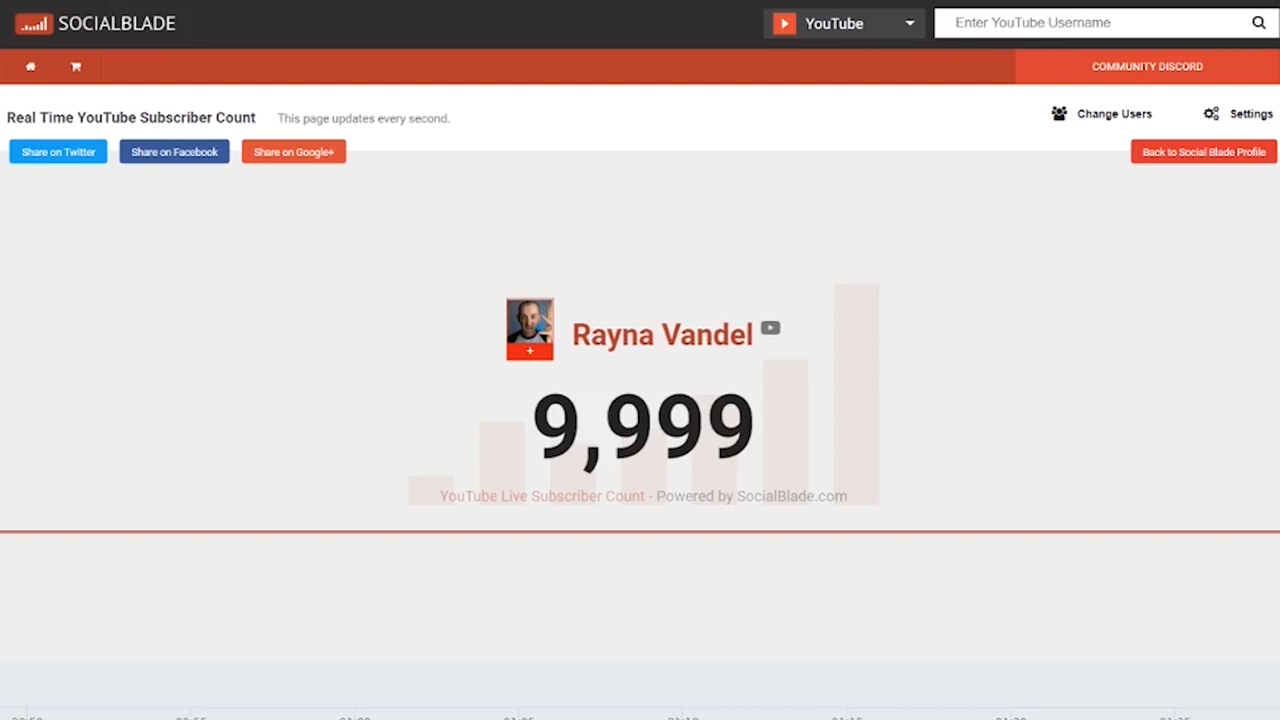 SOCIALBLADE
YouTube
Enter YouTube Username
COMMUNITY DISCORD
Real Time YouTube Subscriber Count
This page updates every second.
Change Users
Settings
Share on Twitter
Share on Facebook
Share on Google+
Back to Social Blade Profile
+
Rayna Vandel
9,999
YouTube Live Subscriber Count - Powered by SocialBlade.com